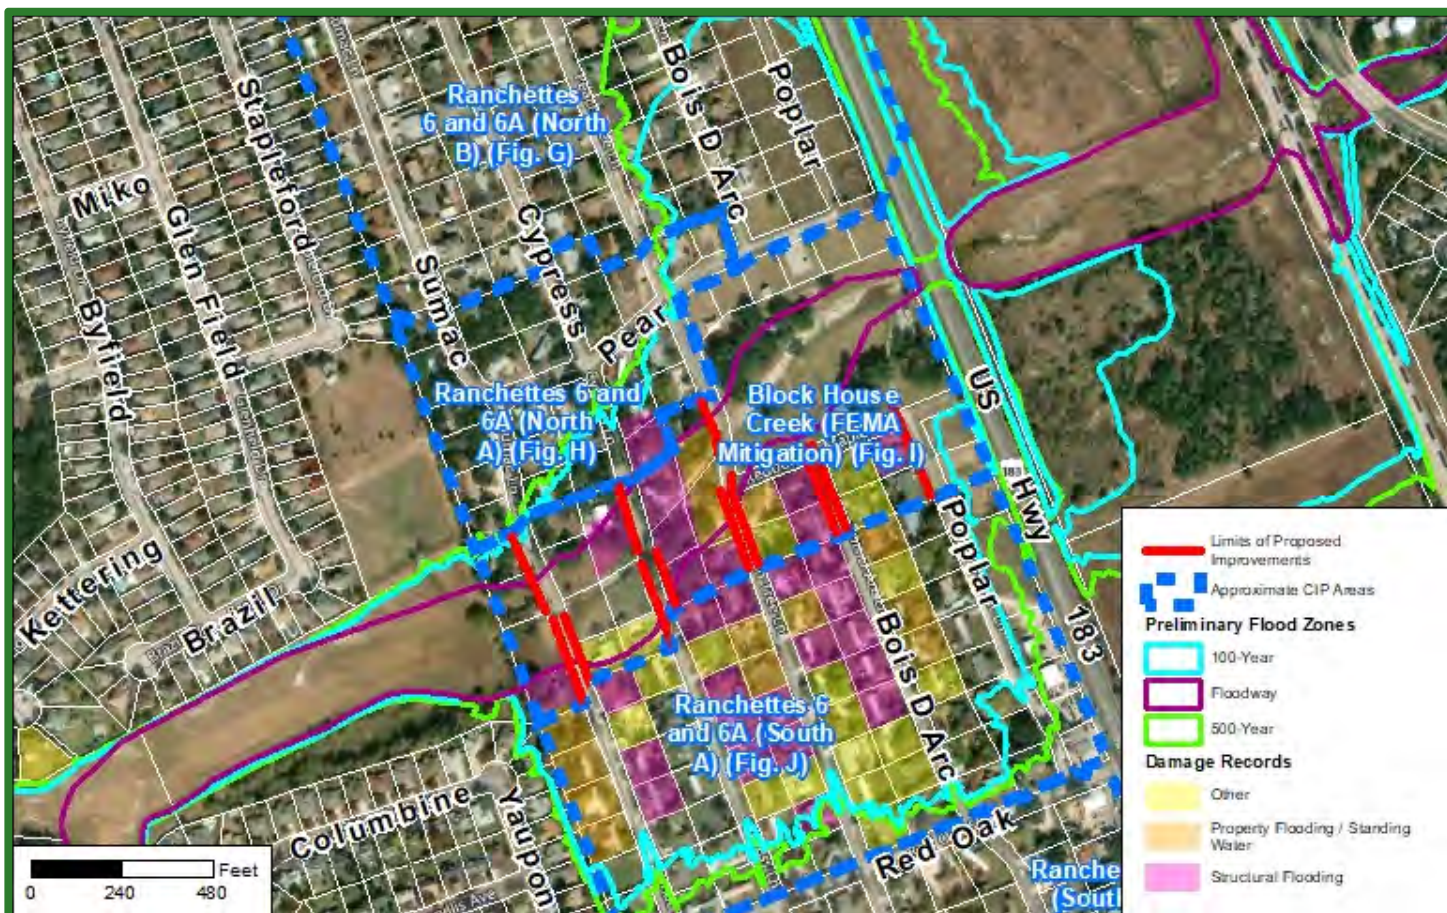 Ranchettes
6 and 6A (North
B) (Fig. G)
Bois D Arc
Poplar
Stapleford
Miko
Glen Field
Byfield
Sumac
Cypress
Pear
Ranchettes 6 and
6A (North
A) (Fig. H)
Block House
Creek (FEMA
Mitigation) (Fig. I)
US
Hwy
183
183
Kettering
Brazil
Poplar
Bois D Arc
Ranchettes 6
and 6A (South
A) (Fig. J)
Columbine
Yaupon
Red Oak
Ranche
(Soutl
Feet
0 240 480
Limits of Proposed
Improvements
Approximate CIP Areas
Preliminary Flood Zones
100-Year
Floodway
500-Year
Damage Records
Other
Property Flooding / Standing
Water
Structural Flooding